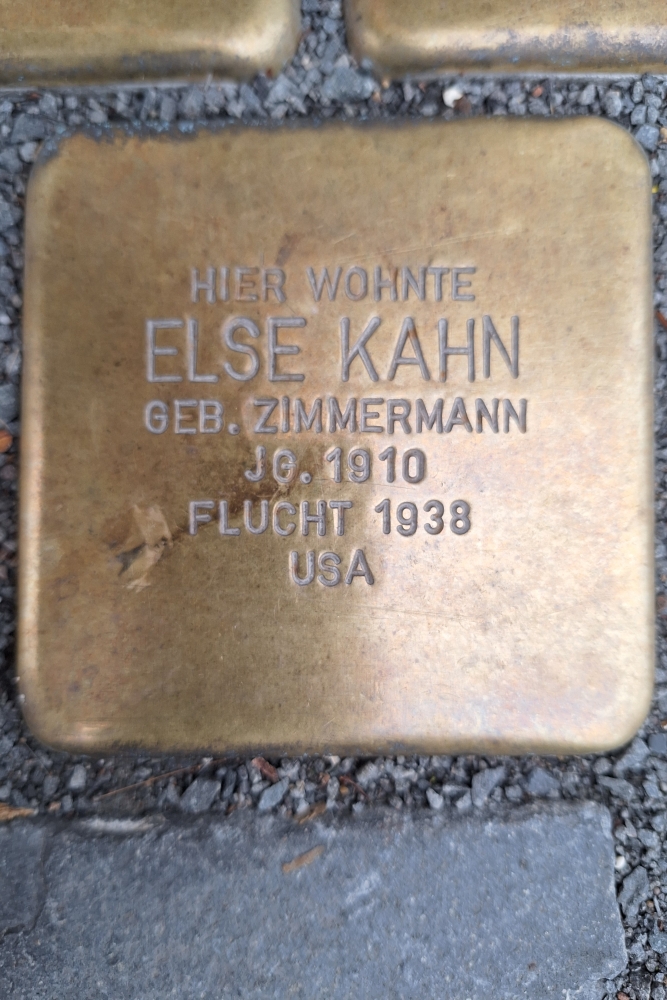 HIER WOHNTE
ELSE KAHN
GEB. ZIMMERMANN
JG. 1910
FLUCHT 1938
USA